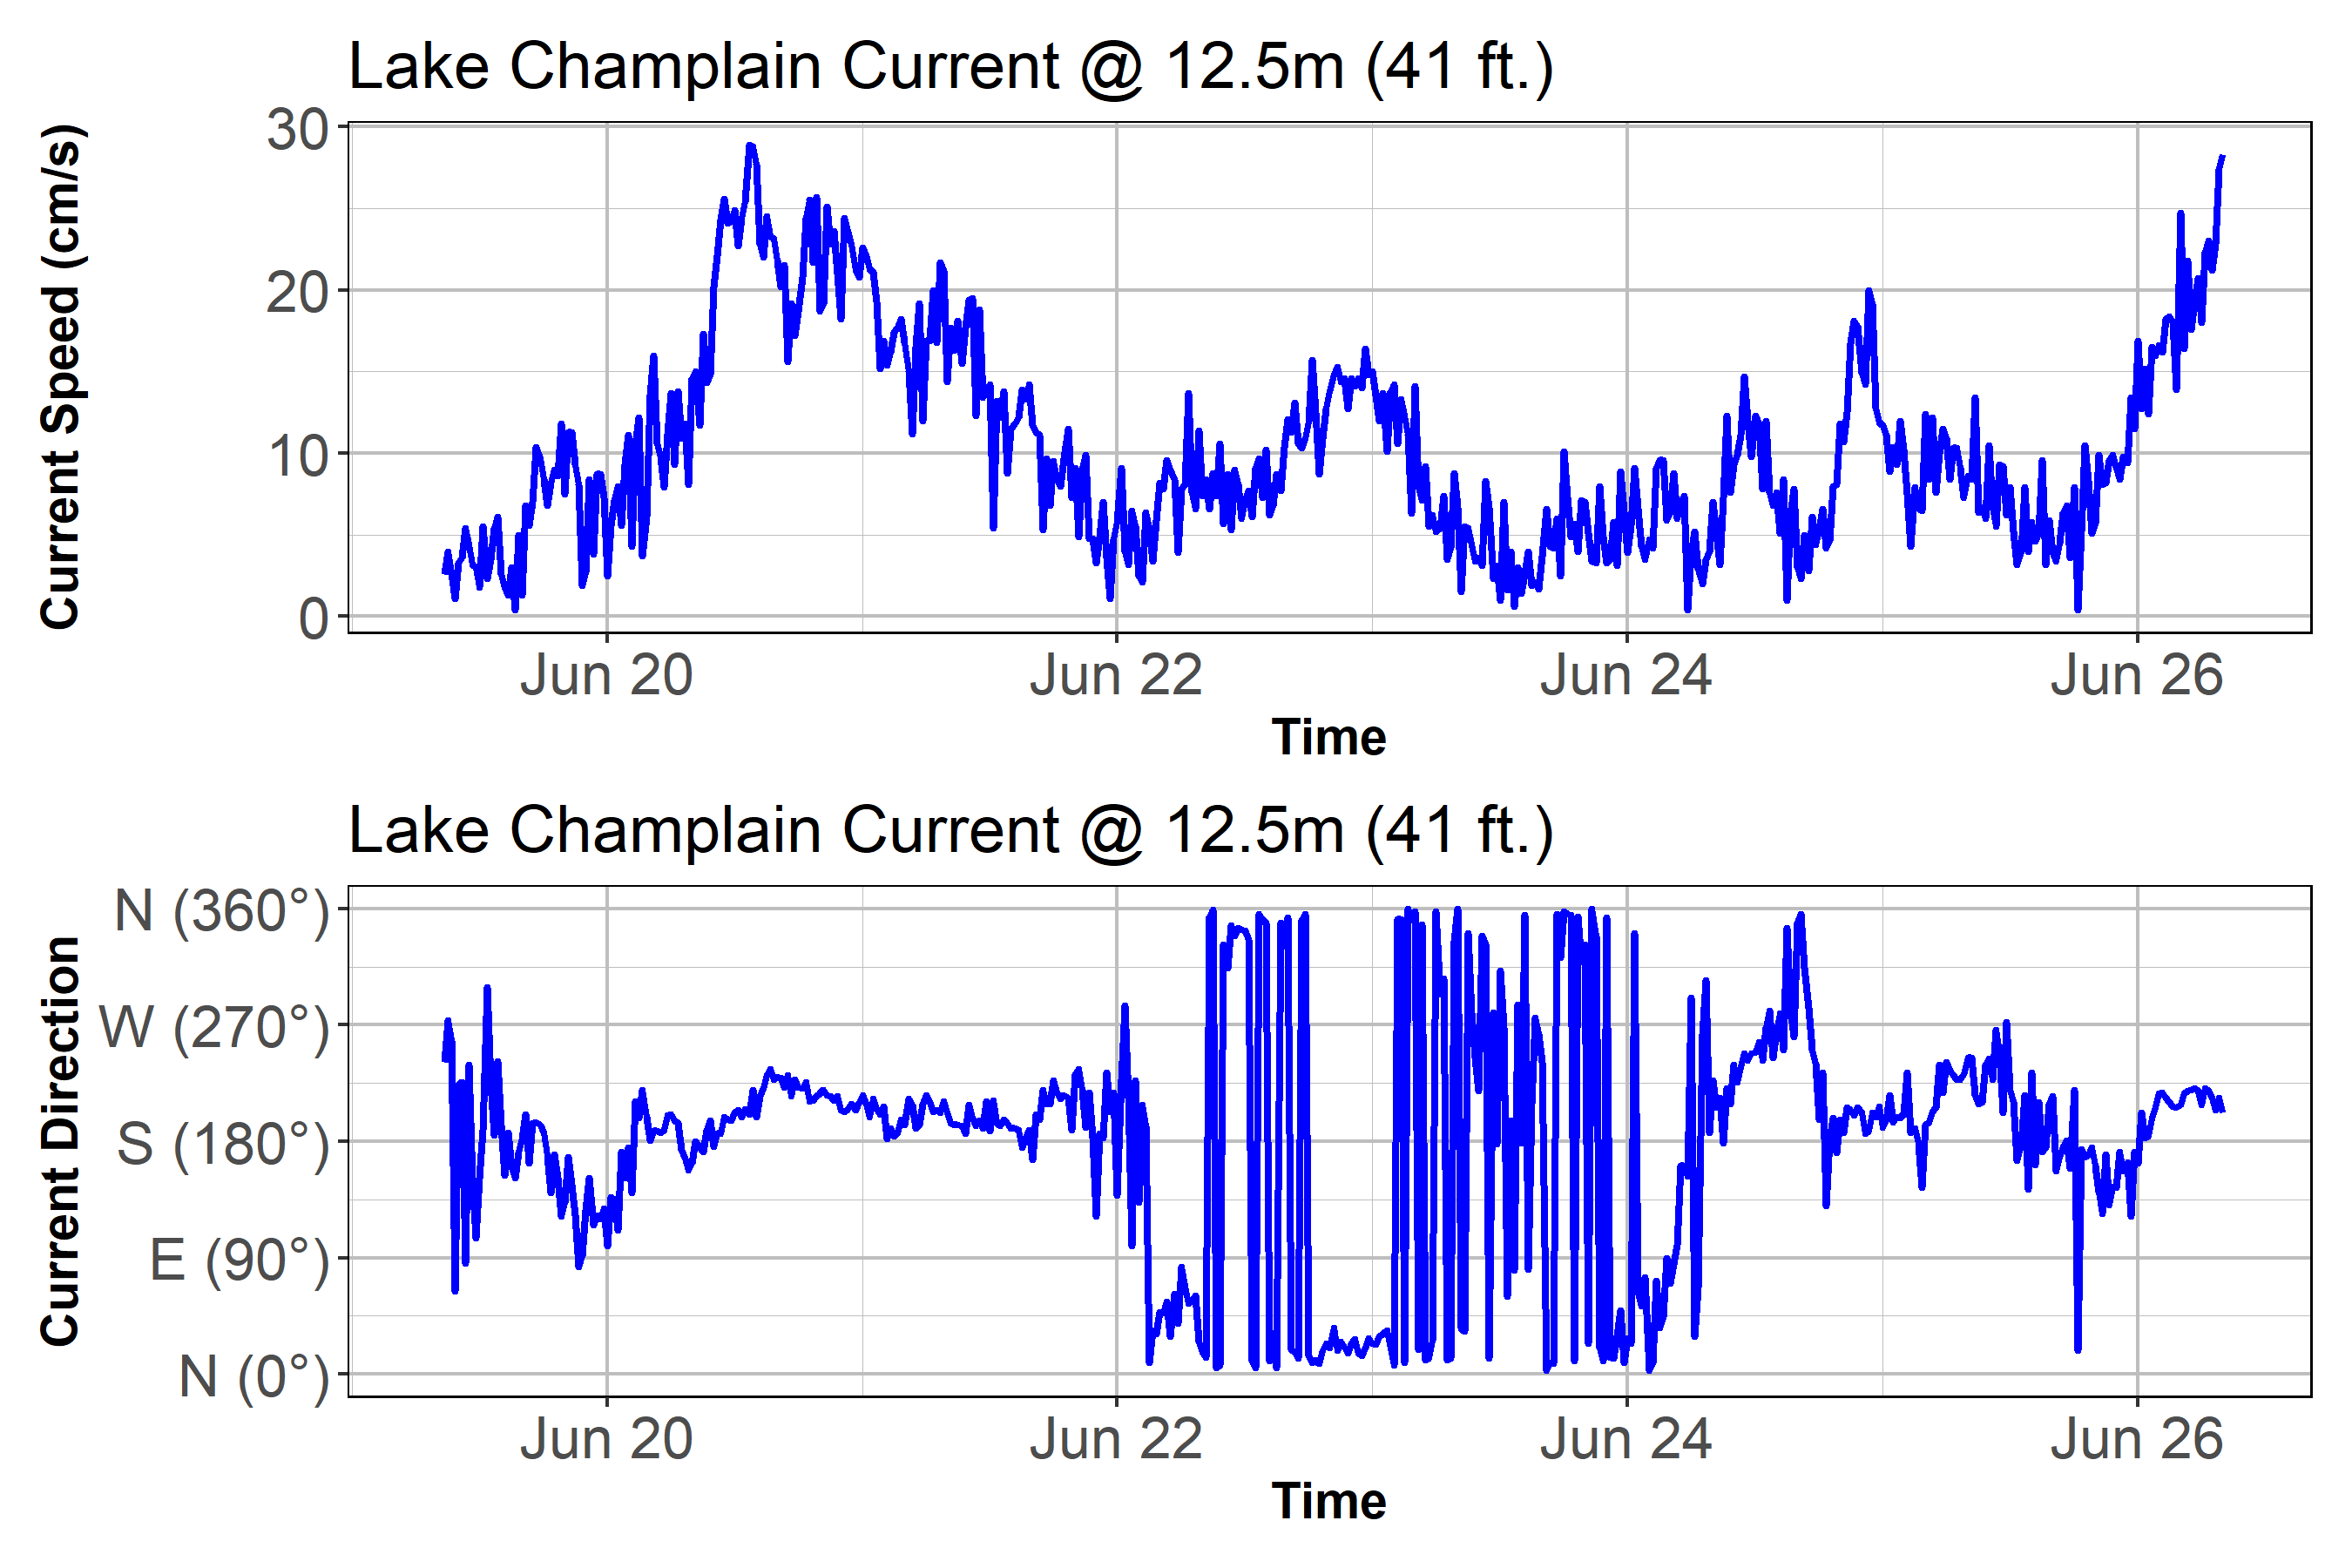 Lake Champlain Current @ 12.5m (41 ft.)
Current Speed (cm/s)
30
20
10
0
Jun 20 Jun 22 Jun 24 Jun 26
Time
Lake Champlain Current @ 12.5m (41 ft.)
Current Direction
N (360°)
W (270°)
S (180°)
E (90°)
N (0°)
Jun 20 Jun 22 Jun 24 Jun 26
Time